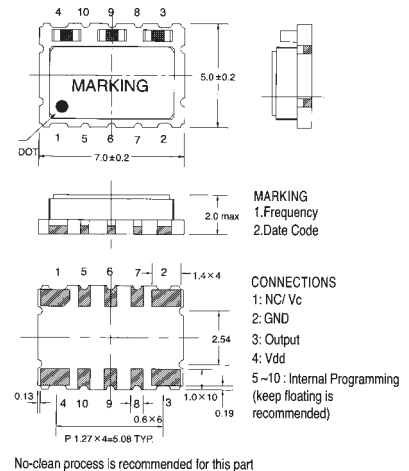 4 10 9 8 3
MARKING
5.0±0.2
DOT
1 5 6 7 2
7.0±0.2
2.0 max
MARKING
1.Frequency
2.Date Code
1 5 6 7 2
1.4×4
2.54
CONNECTIONS
1: NC/ Vc
2: GND
3: Output
4: Vdd
5~10 : Internal Programming
(keep floating is
recommended)
0.13
4 10 9 8 3
1.0×10
0.6×6
0.19
P 1.27×4=5.08 TYP.
No-clean process is recommended for this part